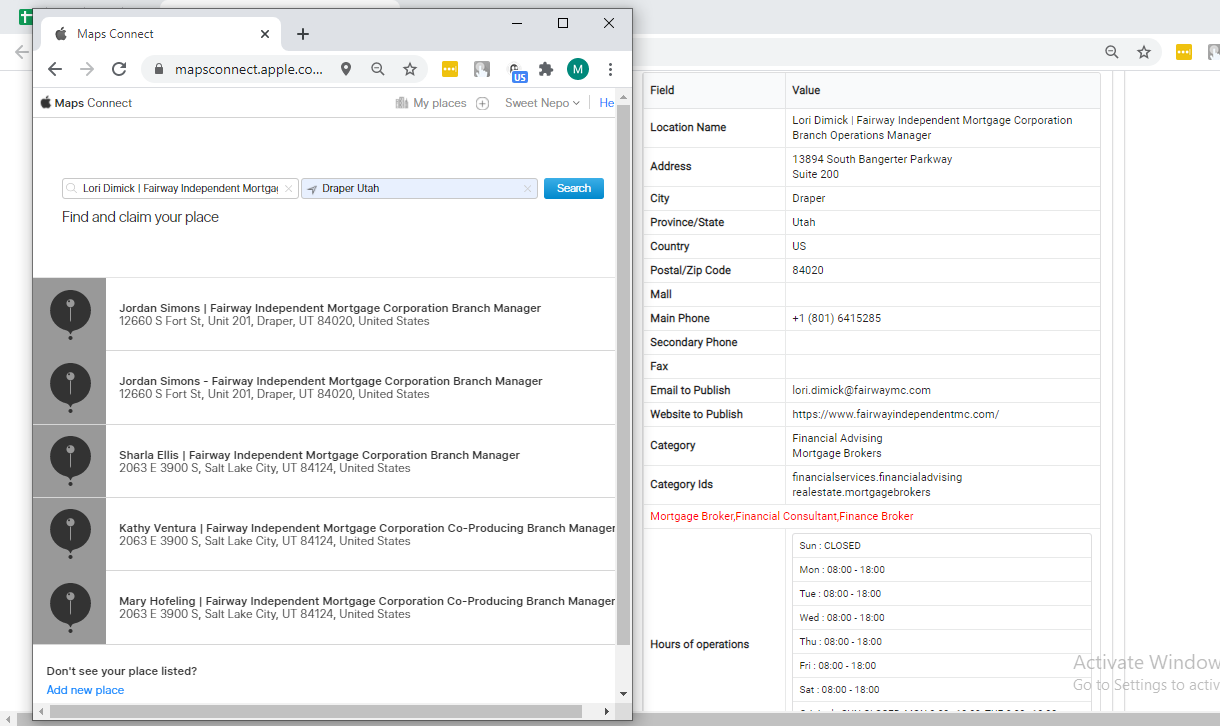 Maps Connect
mapsconnect.apple.co...
US
M
Maps Connect
My places
Sweet Nepo
He
Lori Dimick | Fairway Independent Mortga
Draper Utah
Search
Find and claim your place
Jordan Simons | Fairway Independent Mortgage Corporation Branch Manager
12660 S Fort St, Unit 201, Draper, UT 84020, United States
Jordan Simons - Fairway Independent Mortgage Corporation Branch Manager
12660 S Fort St, Unit 201, Draper, UT 84020, United States
Sharla Ellis | Fairway Independent Mortgage Corporation Branch Manager
2063 E 3900 S, Salt Lake City, UT 84124, United States
Kathy Ventura | Fairway Independent Mortgage Corporation Co-Producing Branch Manager
2063 E 3900 S, Salt Lake City, UT 84124, United States
Mary Hofeling | Fairway Independent Mortgage Corporation Co-Producing Branch Manager
2063 E 3900 S, Salt Lake City, UT 84124, United States
Don't see your place listed?
Add new place
Field Value
Location Name Lori Dimick | Fairway Independent Mortgage Corporation
Branch Operations Manager
Address 13894 South Bangerter Parkway
Suite 200
City Draper
Province/State Utah
Country US
Postal/Zip Code 84020
Mall
Main Phone +1 (801) 6415285
Secondary Phone
Fax
Email to Publish lori.dimick@fairwaymc.com
Website to Publish https://www.fairwayindependentmc.com/
Category Financial Advising
Mortgage Brokers
Category Ids financialservices.financialadvising
realestate.mortgagebrokers
Mortgage Broker,Financial Consultant,Finance Broker
Hours of operations
Sun : CLOSED
Mon : 08:00 - 18:00
Tue : 08:00 - 18:00
Wed : 08:00 - 18:00
Thu : 08:00 - 18:00
Fri : 08:00 - 18:00
Sat : 08:00 - 18:00
Activate Window
Go to Settings to activ